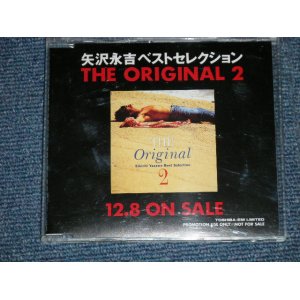 矢沢永吉ベストセレクション
THE ORIGINAL 2
my
Original
Eikichi Yazawa Best Selection
2
12.8 ON SALE
TOSHIBA-EMI LIMITED
PROMOTION USE ONLY・NOT FOR SALE